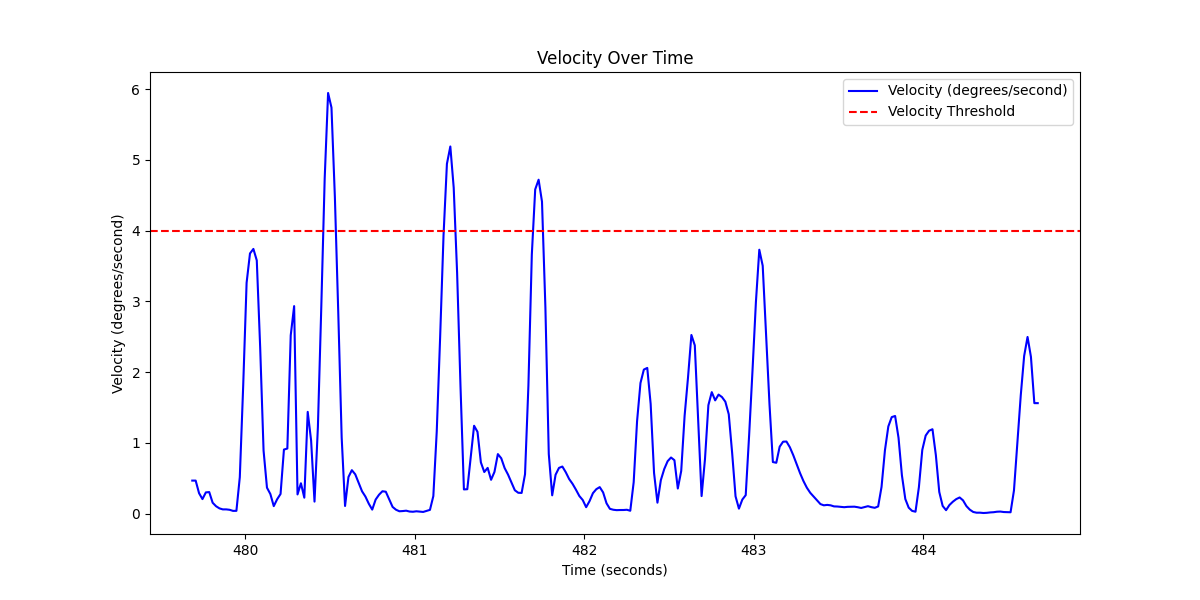 Velocity Over Time
Velocity (degrees/second)
Velocity Threshold
6
5
4
3
2
1
0
Velocity (degrees/second)
480 481 482 483 484
Time (seconds)